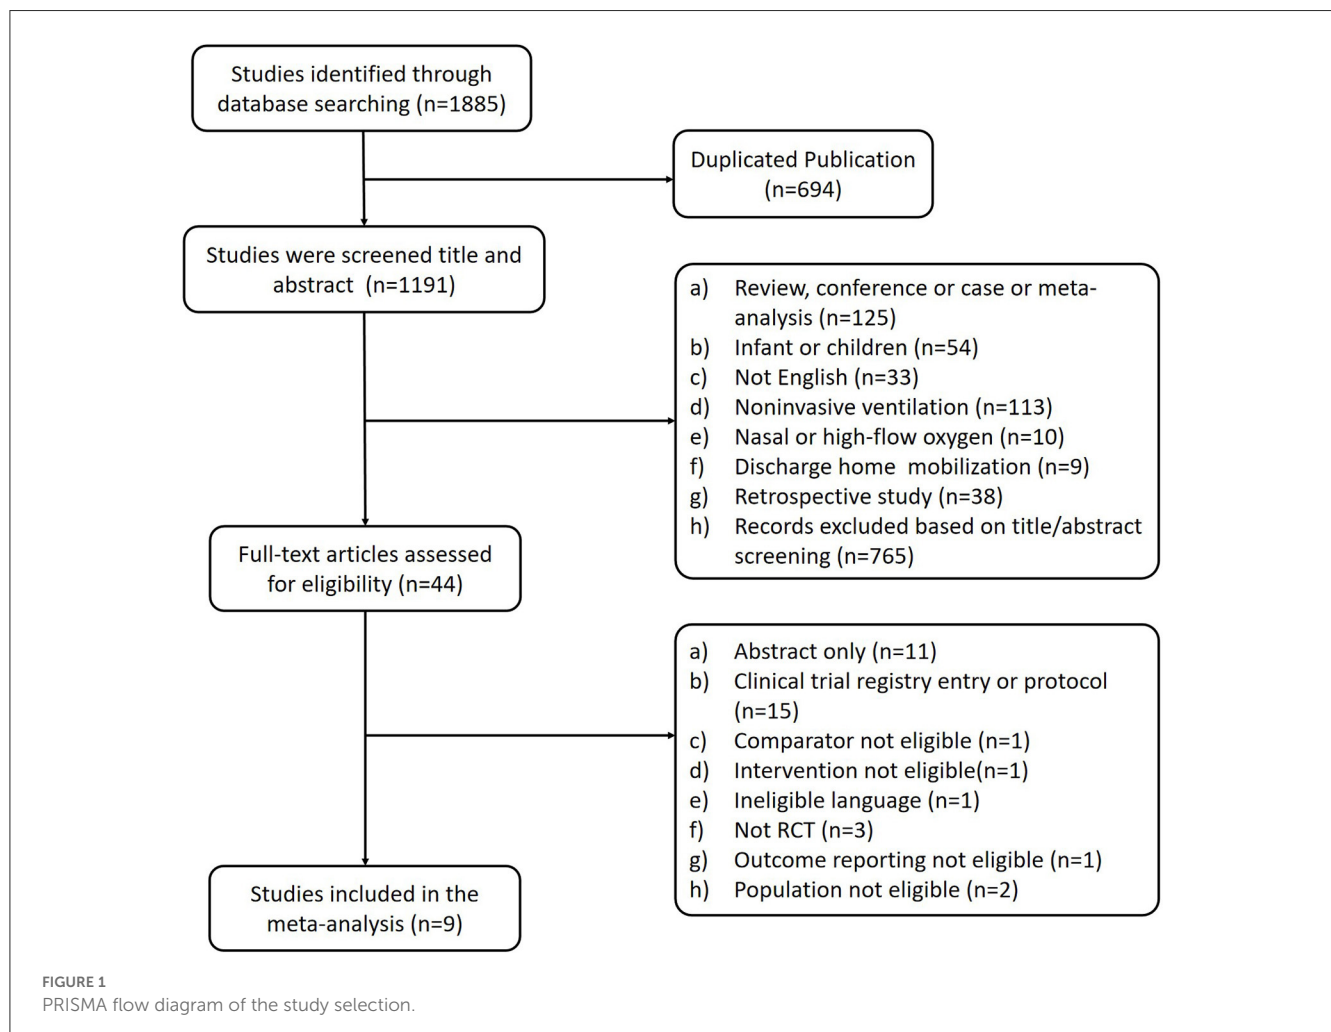 Studies identified through
database searching (n=1885)
Duplicated Publication
(n=694)
Studies were screened title and
abstract  (n=1191)
a) Review, conference or case or meta-
analysis (n=125)
b) Infant or children (n=54)
c) Not English (n=33)
d) Noninvasive ventilation (n=113)
e) Nasal or high-flow oxygen (n=10)
f) Discharge home  mobilization (n=9)
g) Retrospective study (n=38)
h) Records excluded based on title/abstract
screening (n=765)
Full-text articles assessed
for eligibility (n=44)
a) Abstract only (n=11)
b) Clinical trial registry entry or protocol
(n=15)
c) Comparator not eligible (n=1)
d) Intervention not eligible(n=1)
e) Ineligible language (n=1)
f) Not RCT (n=3)
g) Outcome reporting not eligible (n=1)
h) Population not eligible (n=2)
Studies included in the
meta-analysis (n=9)
FIGURE 1
PRISMA flow diagram of the study selection.